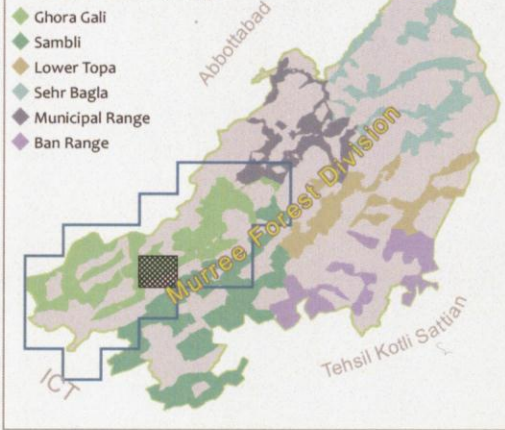 Ghora Gali
Sambli
Lower Topa
Sehr Bagla
Municipal Range
Ban Range
Abbottabad
Murree Forest Division
Tehsil Kotli Sattian
ICT